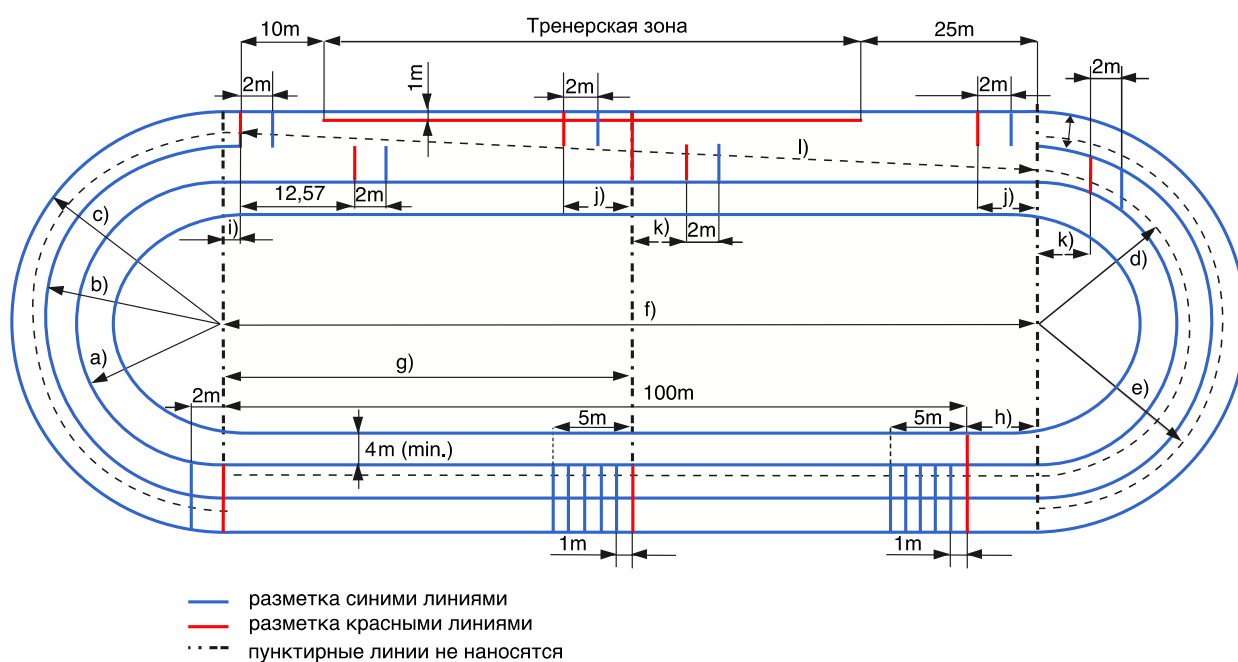 10m
Тренерская зона
25m
2m
1m
2m
2m
2m
l)
c)
12,57
2m
j)
j)
i)
k)
2m
k)
d)
b)
f)
a)
g)
e)
2m
100m
5m
5m
h)
4m (min.)
1m
1m
разметка синими линиями
разметка красными линиями
пунктирные линии не наносятся